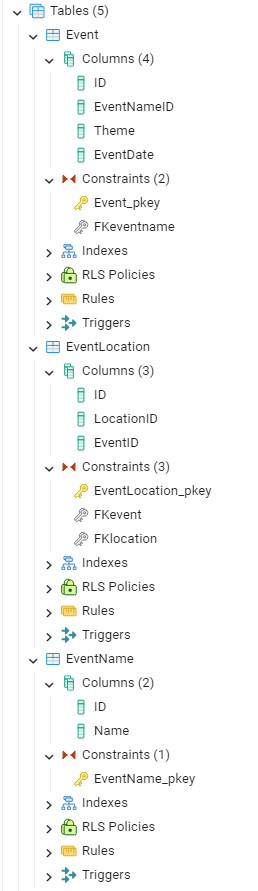 Tables (5)
Event
Columns (4)
ID
EventNameID
Theme
EventDate
Constraints (2)
Event_pkey
FKeventname
Indexes
RLS Policies
Rules
Triggers
EventLocation
Columns (3)
ID
LocationID
EventID
Constraints (3)
EventLocation_pkey
FKevent
FKlocation
Indexes
RLS Policies
Rules
Triggers
EventName
Columns (2)
ID
Name
Constraints (1)
EventName_pkey
Indexes
RLS Policies
Rules
Triggers